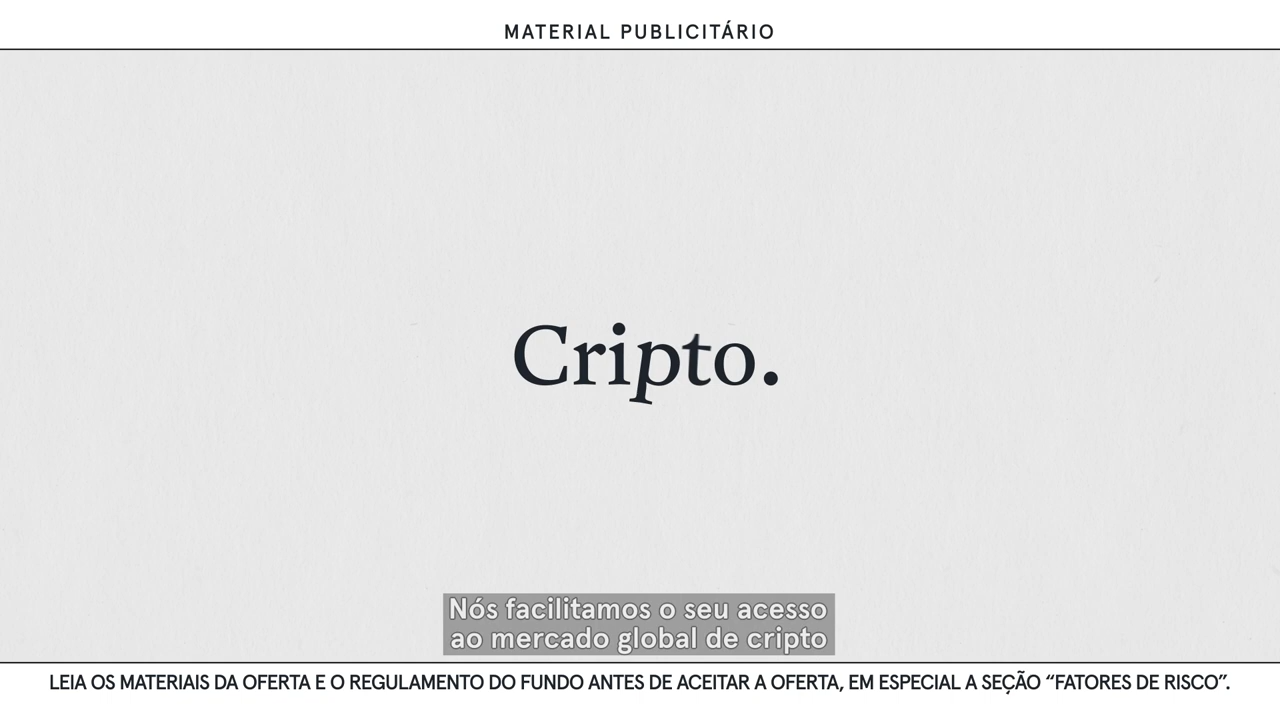 MATERIAL PUBLICITÁRIO
Cripto.
Nós facilitamos o seu acesso
ao mercado global de cripto
LEIA OS MATERIAIS DA OFERTA E O REGULAMENTO DO FUNDO ANTES DE ACEITAR A OFERTA, EM ESPECIAL A SEÇÃO “FATORES DE RISCO”.